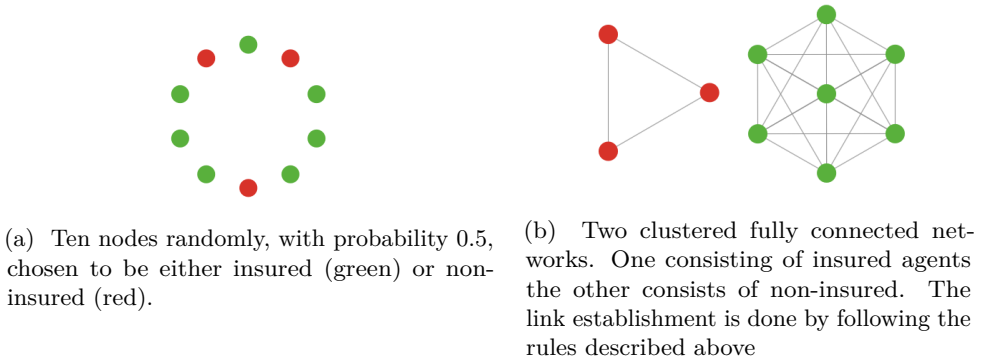 (a) Ten nodes randomly, with probability 0.5,
chosen to be either insured (green) or non-
insured (red).
(b) Two clustered fully connected net-
works. One consisting of insured agents
the other consists of non-insured. The
link establishment is done by following the
rules described above